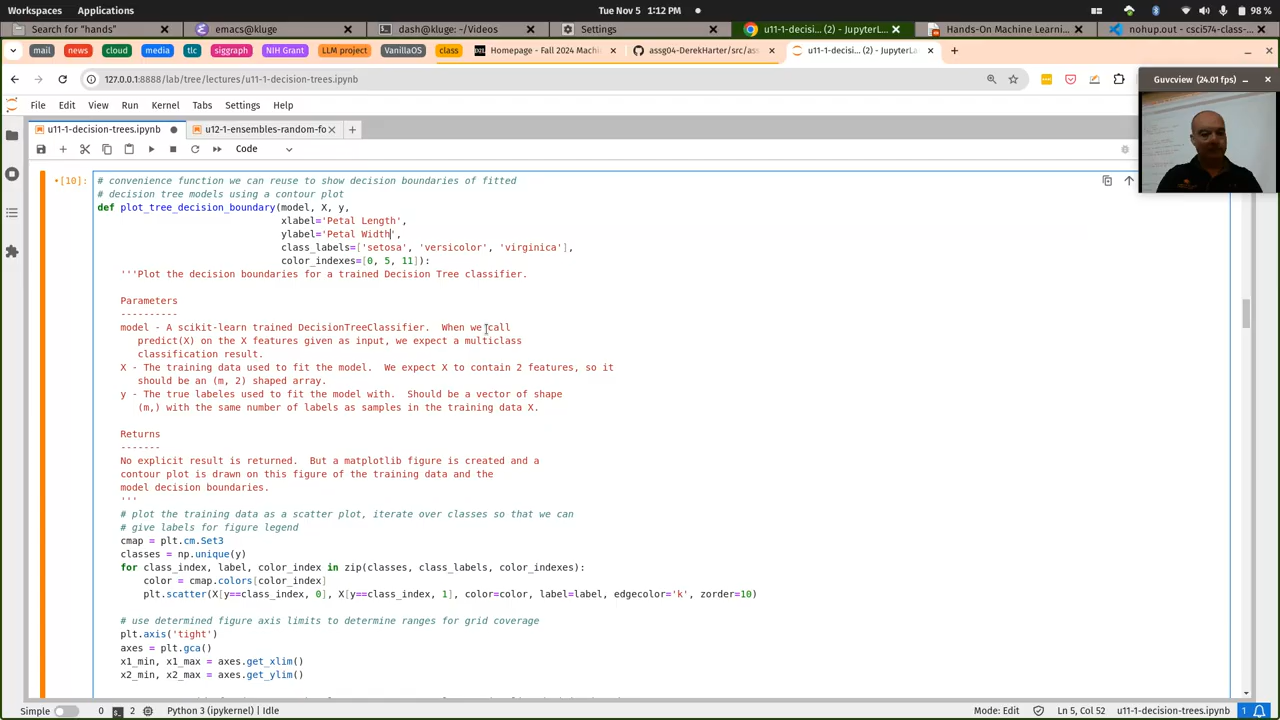 Workspaces Applications Tue Nov 5 1:12 PM 98 %
Search for "hands" emacs@kluge dash@kluge: ~/Videos Settings u11-1-decisi... (2) - JupyterL... Hands-On Machine Learni... nohup.out - csci574-class-...
mail news cloud media tlc siggraph NIH Grant LLM project VanillaOS class Homepage - Fall 2024 Machin assg04-DerekHarter/src/ass u11-1-decisi... (2) - JupyterL
127.0.0.1:8888/lab/tree/lectures/u11-1-decision-trees.ipynb
Guvcview (24.01 fps)
File Edit View Run Kernel Tabs Settings Help
u11-1-decision-trees.ipynb u12-1-ensembles-random-fo
Code
[10]: # convenience function we can reuse to show decision boundaries of fitted
# decision tree models using a contour plot
def plot_tree_decision_boundary(model, X, y,
xlabel='Petal Length',
ylabel='Petal Width',
class_labels=['setosa', 'versicolor', 'virginica'],
color_indexes=[0, 5, 11]):
'''Plot the decision boundaries for a trained Decision Tree classifier.
Parameters
----------
model - A scikit-learn trained DecisionTreeClassifier. When we call
predict(X) on the X features given as input, we expect a multiclass
classification result.
X - The training data used to fit the model. We expect X to contain 2 features, so it
should be an (m, 2) shaped array.
y - The true labeles used to fit the model with. Should be a vector of shape
(m,) with the same number of labels as samples in the training data X.
Returns
-------
No explicit result is returned. But a matplotlib figure is created and a
contour plot is drawn on this figure of the training data and the
model decision boundaries.
'''
# plot the training data as a scatter plot, iterate over classes so that we can
# give labels for figure legend
cmap = plt.cm.Set3
classes = np.unique(y)
for class_index, label, color_index in zip(classes, class_labels, color_indexes):
color = cmap.colors[color_index]
plt.scatter(X[y==class_index, 0], X[y==class_index, 1], color=color, label=label, edgecolor='k', zorder=10)
# use determined figure axis limits to determine ranges for grid coverage
plt.axis('tight')
axes = plt.gca()
x1_min, x1_max = axes.get_xlim()
x2_min, x2_max = axes.get_ylim()
Simple 0 2 Python 3 (ipykernel) | Idle Mode: Edit Ln 5, Col 52 u11-1-decision-trees.ipynb 1